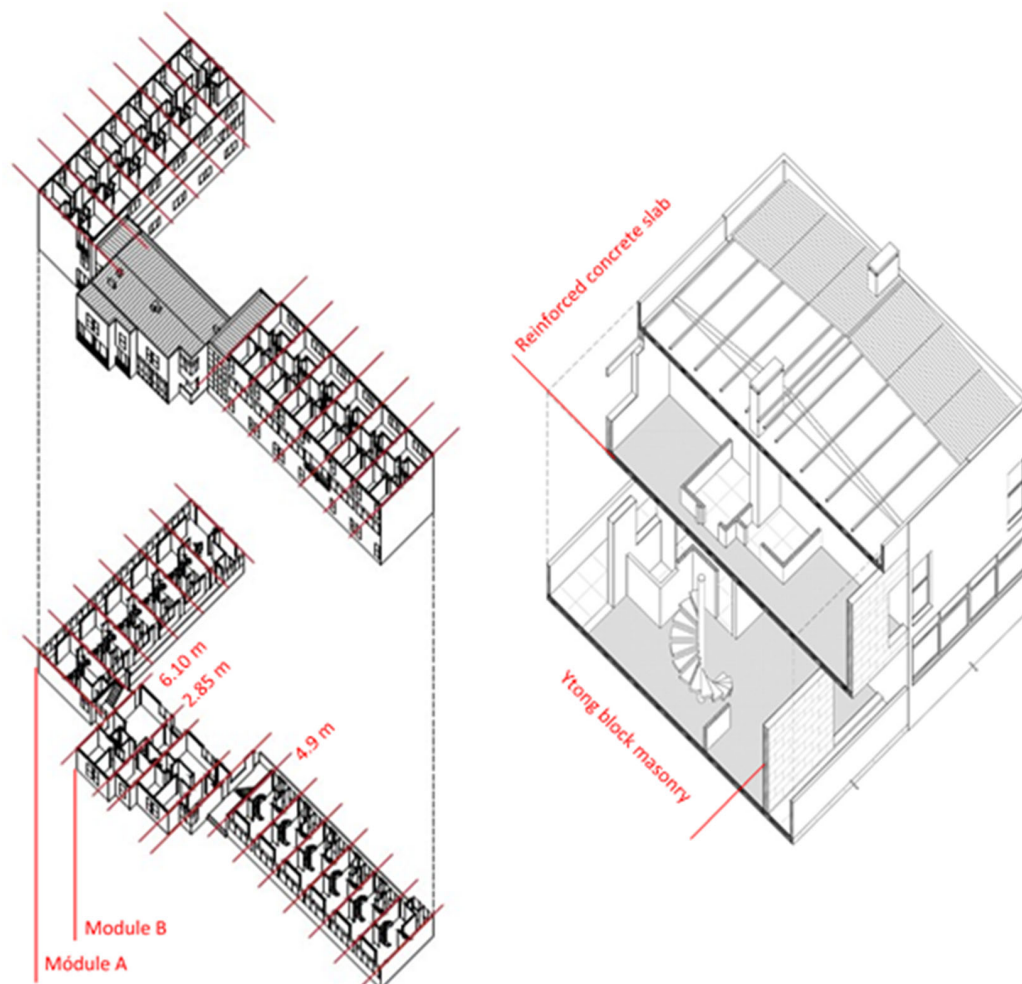 Reinforced concrete slab
6.10 m
2.85 m
4.9 m
Ytong block masonry
Module B
Módule A